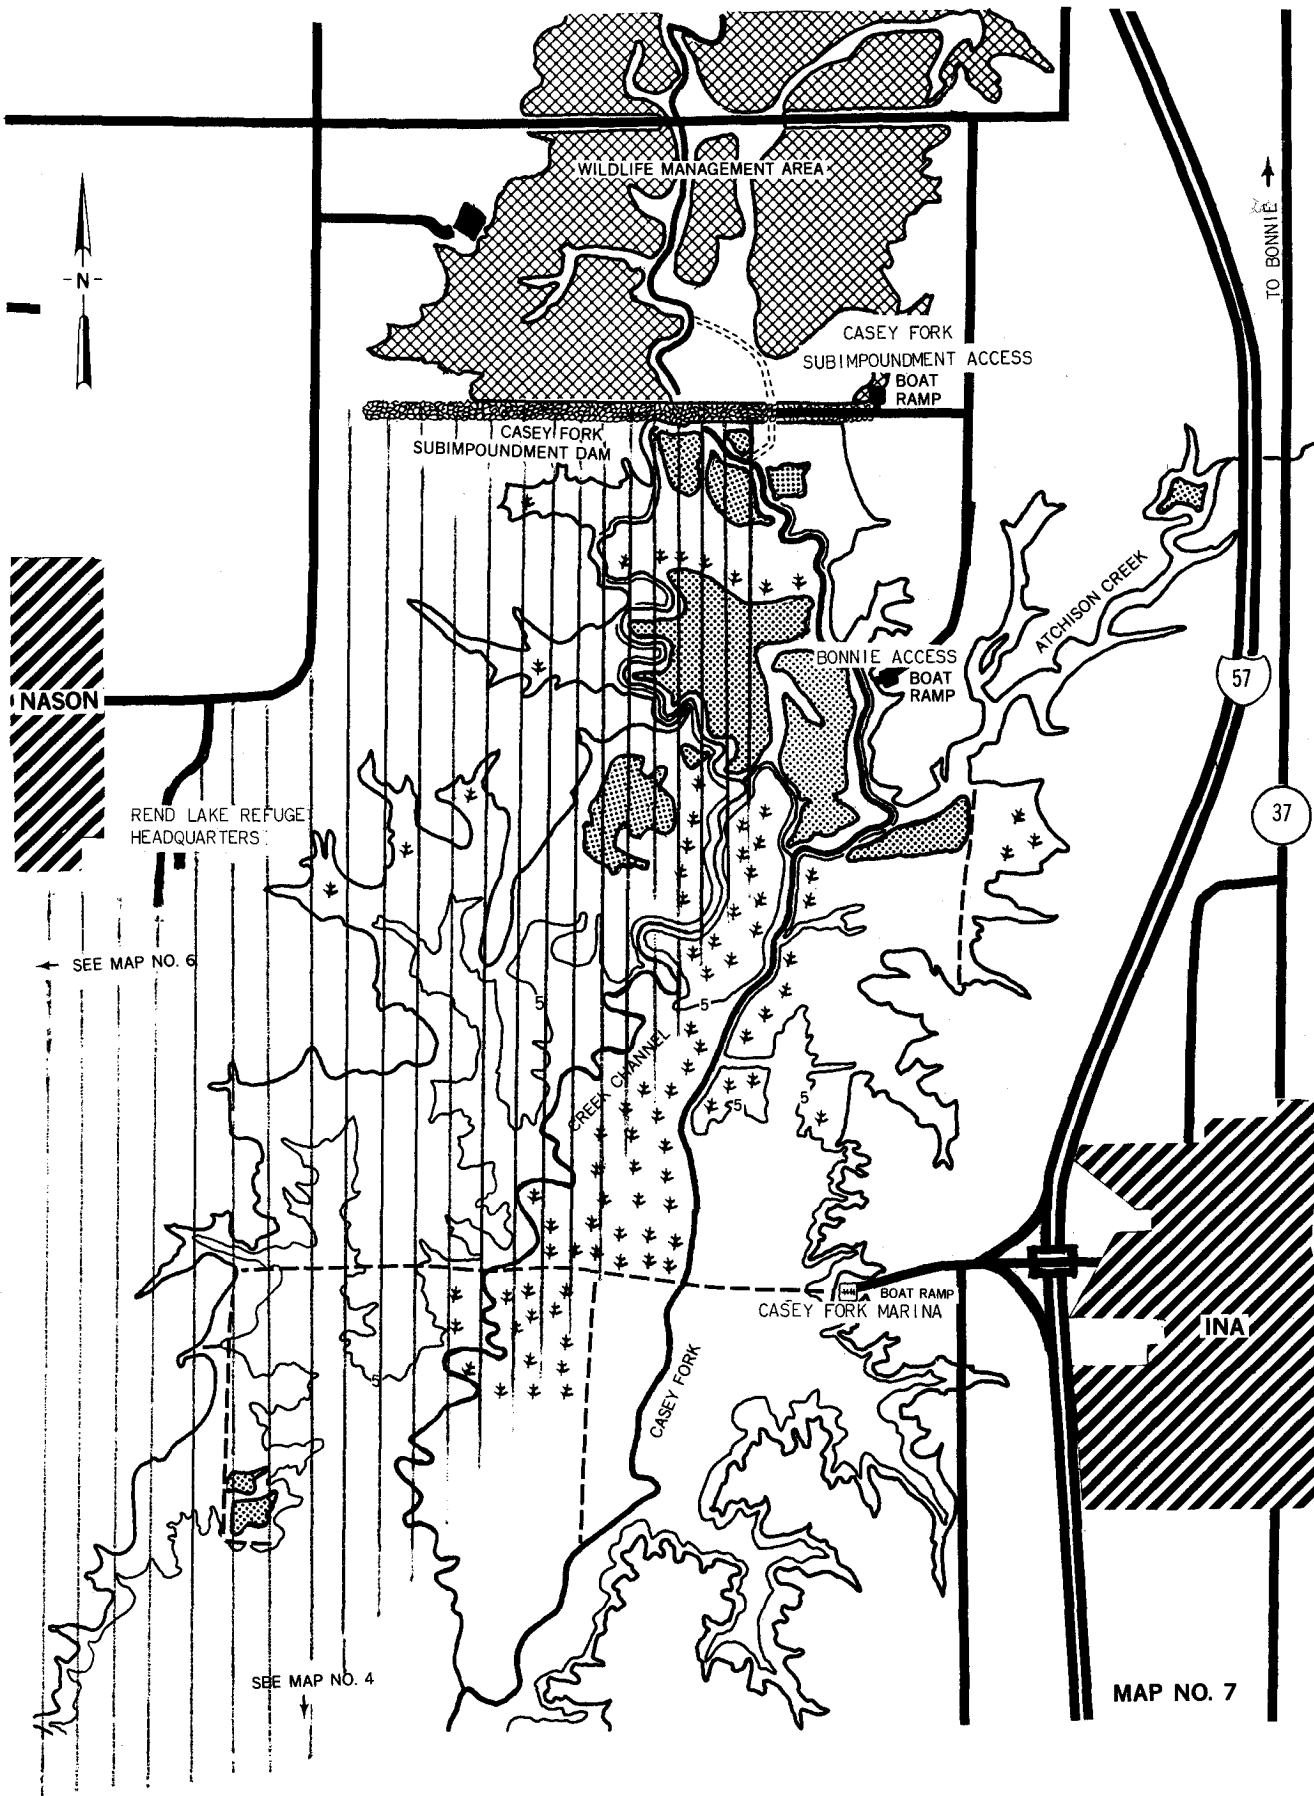 WILDLIFE MANAGEMENT AREA
-N-
TO BONNIE
CASEY FORK
SUBIMPOUNDMENT ACCESS
BOAT
RAMP
CASEY FORK
SUBIMPOUNDMENT DAM
ATCHISON CREEK
BONNIE ACCESS
BOAT
RAMP
57
NASON
REND LAKE REFUGE
HEADQUARTERS
37
SEE MAP NO. 6
5
5
CREEK CHANNEL
5
5
BOAT RAMP
CASEY FORK MARINA
INA
CASEY FORK
5
SEE MAP NO. 4
MAP NO. 7